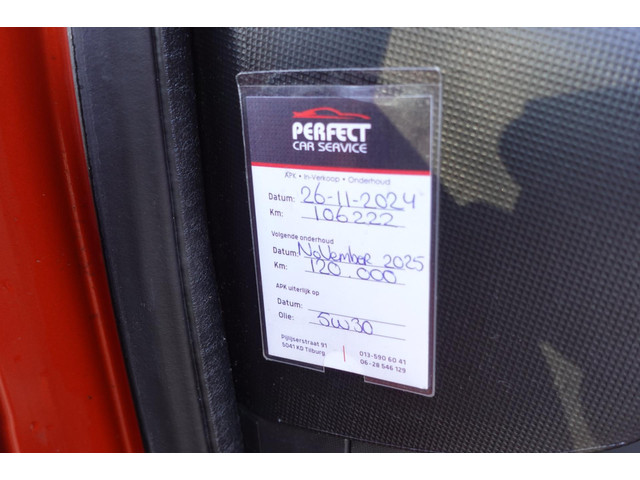 PERFECT
CAR SERVICE
APK • In-Verkoop • Onderhoud
Datum: 26-11-2024
Km: 106222
Volgende onderhoud
Datum: November 2025
Km: 120.000
APK uiterlijk op
Datum:
Olie: 5W30
Pijlijserstraat 91
5041 KD Tilburg
013-590 60 41
06-28 546 129